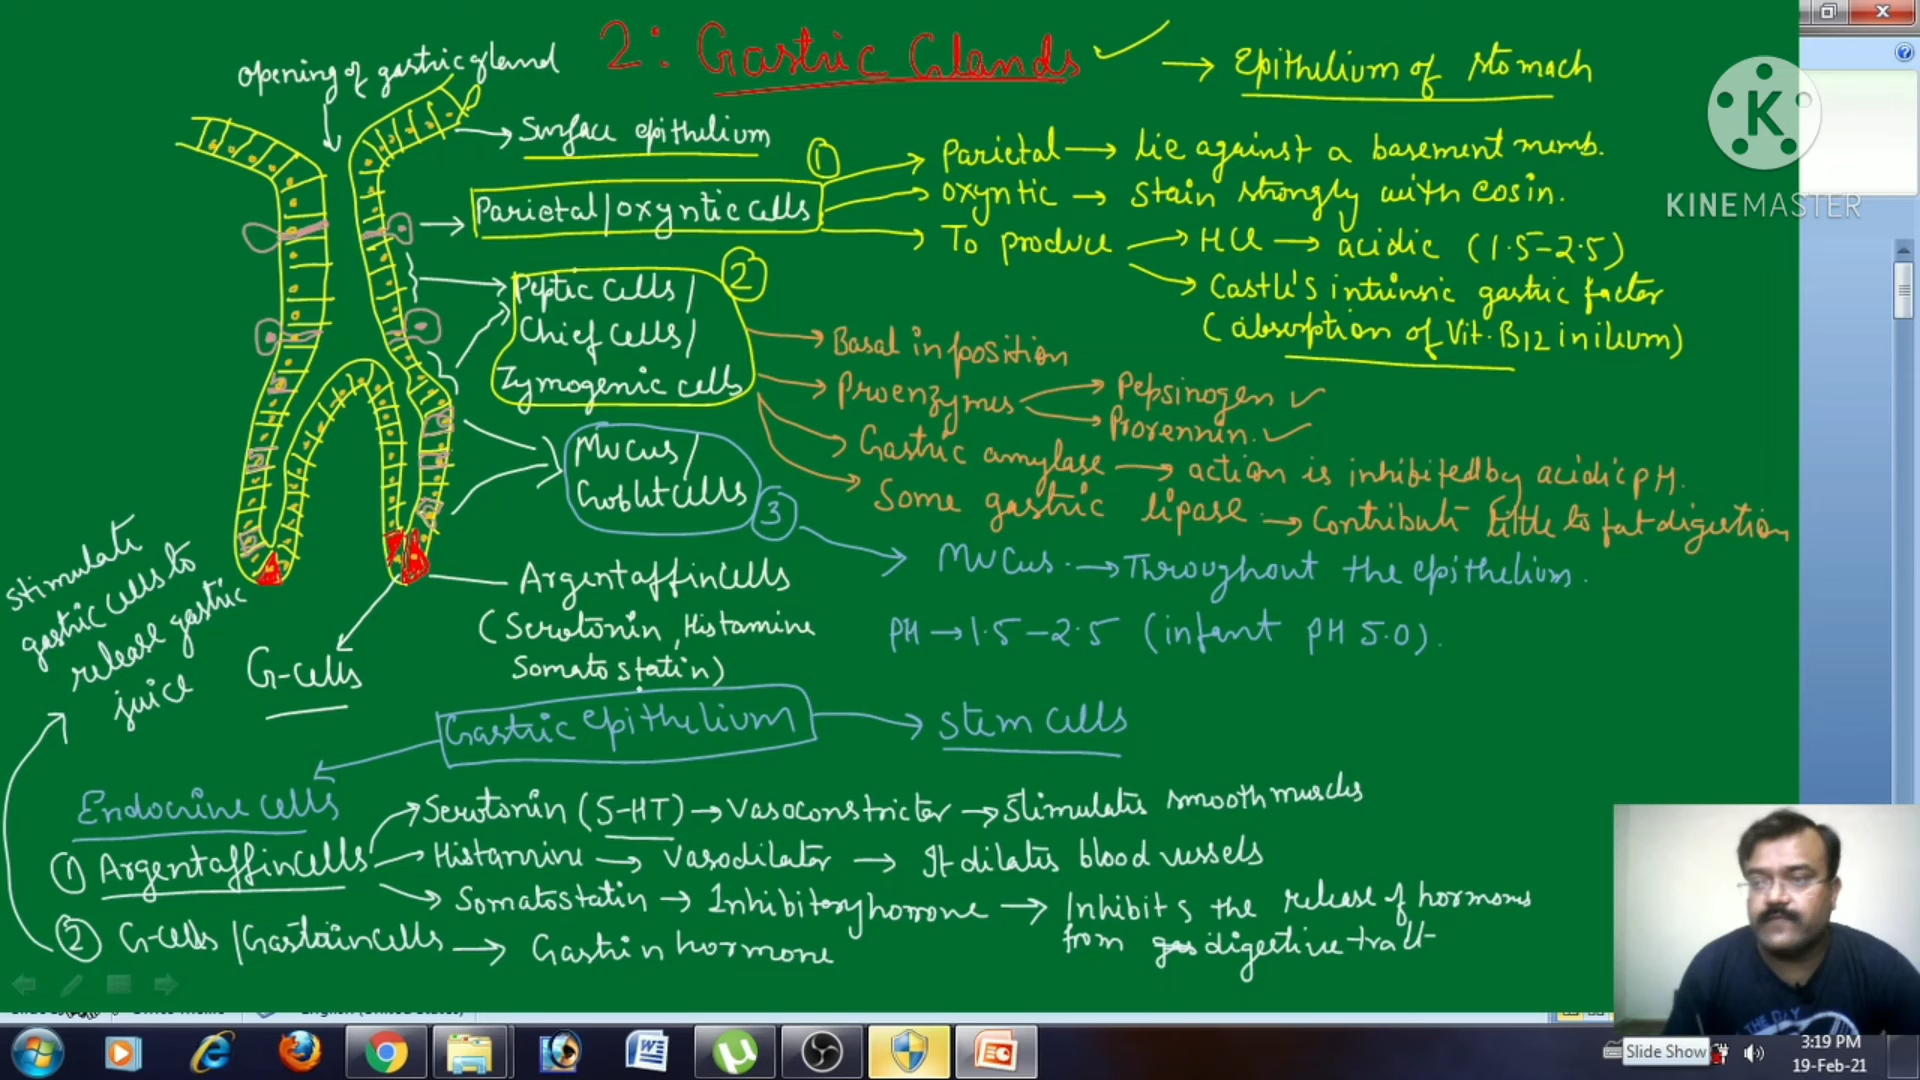 2: Gastric Glands → Epithelium of stomach
opening of gastric gland
Surface epithelium
Parietal/oxyntic cells
1
Parietal → lie against a basement memb.
oxyntic → stain strongly with eosin.
To produce → HCl → acidic (1.5-2.5)
→ Castle's intrinsic gastric factor
(absorption of Vit. B12 in ileum)
K
KINEMASTER
Peptic cells/
Chief cells/
Zymogenic cells
2
Basal in position
Proenzymes → Pepsinogen ✓
→ Prorennin. ✓
Gastric amylase → action is inhibited by acidic pH.
Some gastric lipase → Contribute little to fat digestion
Mucus/
Goblet cells
3
Mucus → Throughout the epithelium.
PH → 1.5-2.5 (infant PH 5.0).
Argentaffin cells
(Serotonin, Histamine
Somatostatin)
G-cells
stimulate
gastric cells to
release gastric
juice
Gastric epithelium → stem cells
Endocrine cells
① Argentaffin cells
→ Serotonin (5-HT) → Vasoconstrictor → Stimulates smooth muscles
→ Histamine → Vasodilator → It dilates blood vessels
→ Somatostatin → Inhibitory hormone → Inhibits the release of hormones
from digestive tract
② G-cells/Gastrin cells → Gastrin hormone
THE DAY
Slide Show
3:19 PM
19-Feb-21